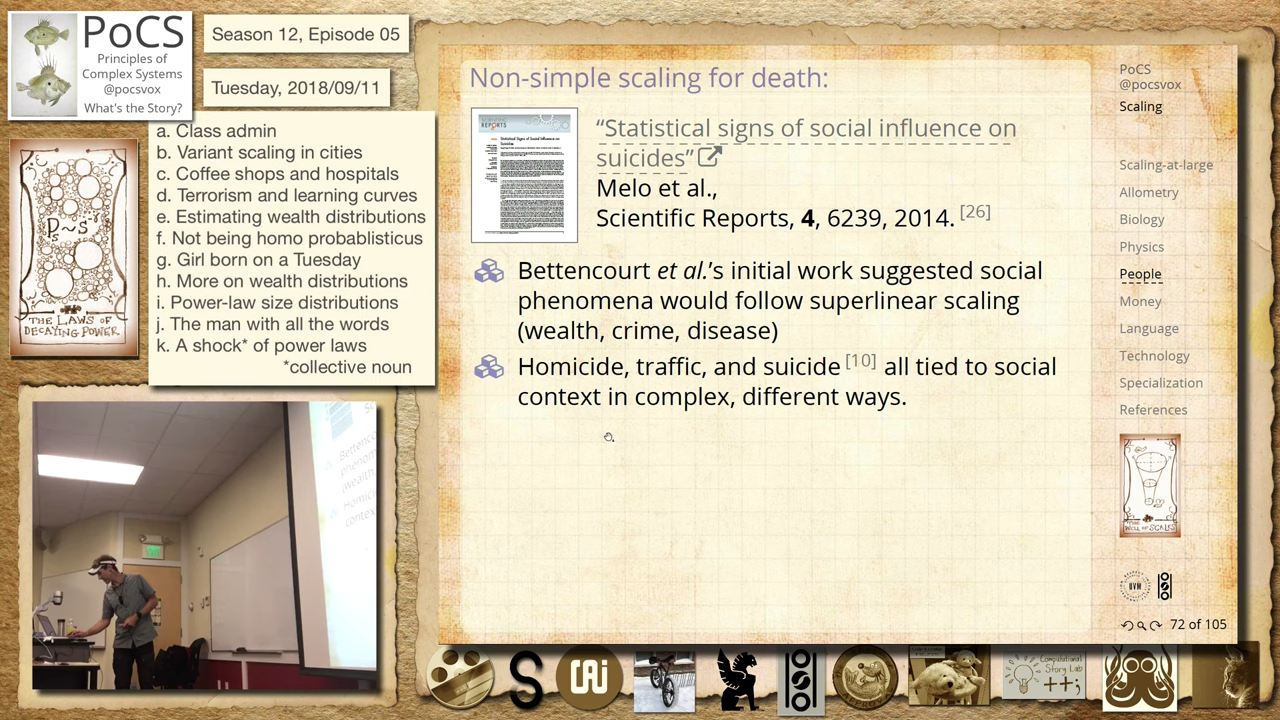 PoCS
Principles of
Complex Systems
@pocsvox
What's the Story?
Season 12, Episode 05
Tuesday, 2018/09/11
a. Class admin
b. Variant scaling in cities
c. Coffee shops and hospitals
d. Terrorism and learning curves
e. Estimating wealth distributions
f. Not being homo probablisticus
g. Girl born on a Tuesday
h. More on wealth distributions
i. Power-law size distributions
j. The man with all the words
k. A shock* of power laws
*collective noun
THE LAWS OF
DECAYING POWER
Non-simple scaling for death:
“Statistical signs of social influence on
suicides”
Melo et al.,
Scientific Reports, 4, 6239, 2014. [26]
Bettencourt et al.’s initial work suggested social
phenomena would follow superlinear scaling
(wealth, crime, disease)
Homicide, traffic, and suicide [10] all tied to social
context in complex, different ways.
PoCS
@pocsvox
Scaling
Scaling-at-large
Allometry
Biology
Physics
People
Money
Language
Technology
Specialization
References
UVM
72 of 105
Computational
Story Lab
++;